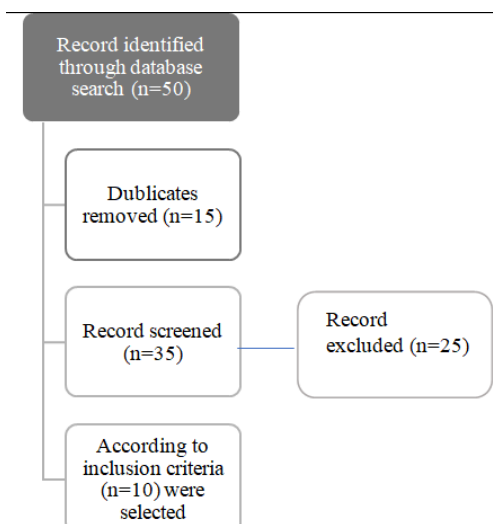 Record identified
through database
search (n=50)
Dublicates
removed (n=15)
Record screened
(n=35)
Record
excluded (n=25)
According to
inclusion criteria
(n=10) were
selected